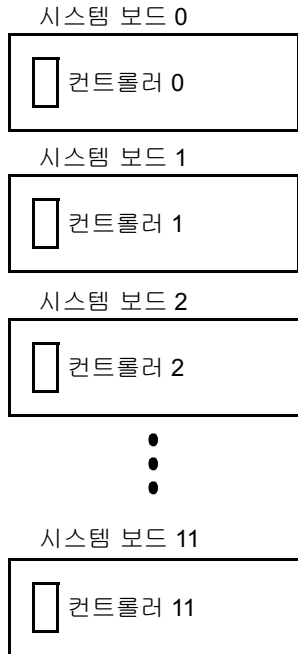 시스템 보드 0
컨트롤러 0
시스템 보드 1
컨트롤러 1
시스템 보드 2
컨트롤러 2
시스템 보드 11
컨트롤러 11